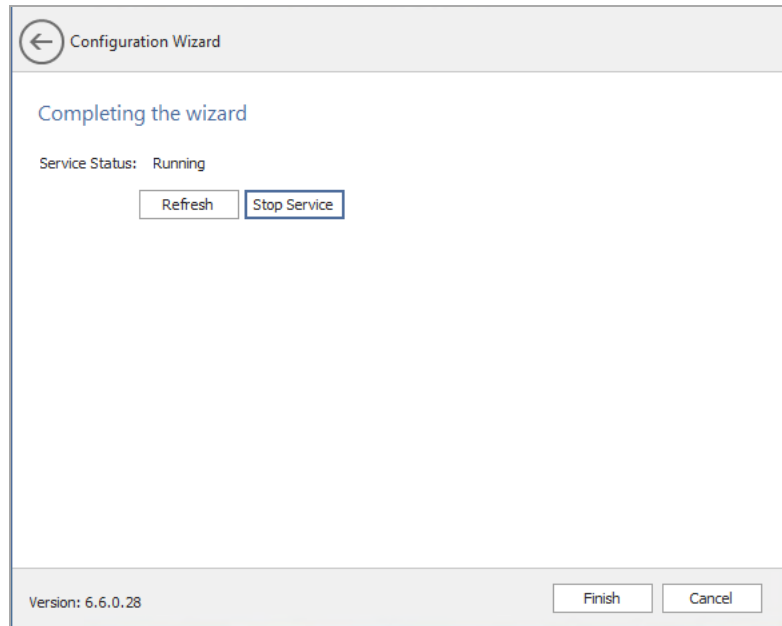 Configuration Wizard
Completing the wizard
Service Status: Running
Refresh Stop Service
Version: 6.6.0.28 Finish Cancel